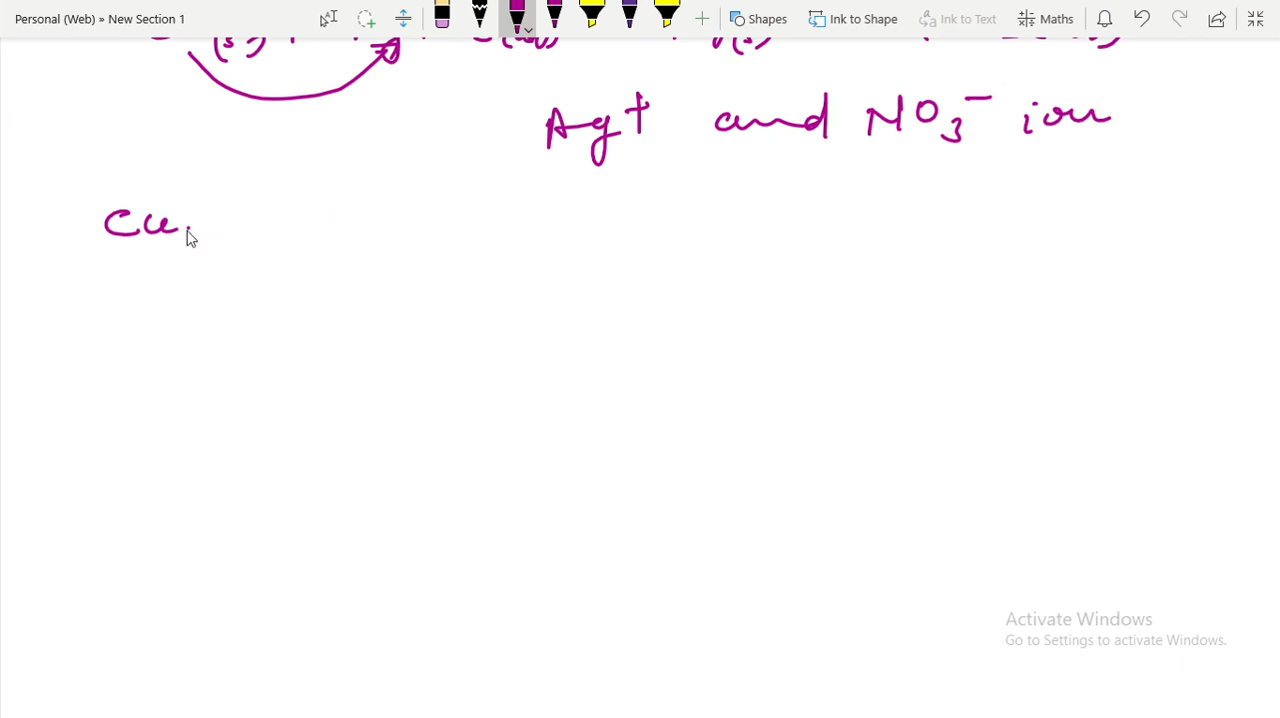 Personal (Web) » New Section 1
Shapes
Ink to Shape
Ink to Text
Maths
Ag+ and NO3⁻ ion
Cu.
Activate Windows
Go to Settings to activate Windows.